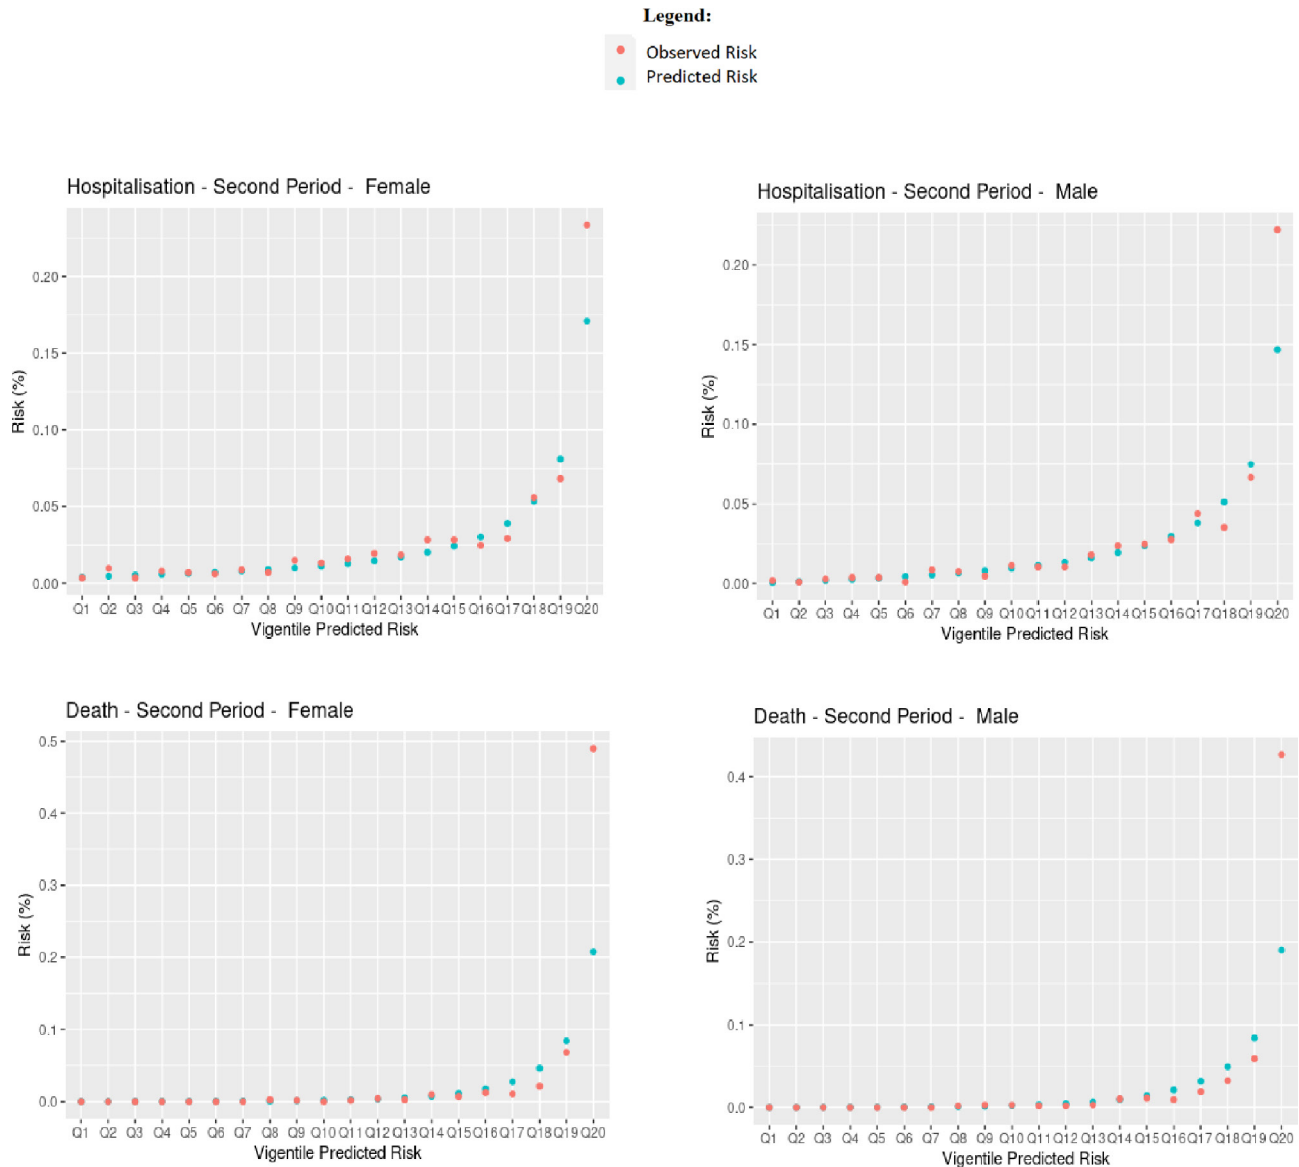 Legend:
Observed Risk
Predicted Risk
Hospitalisation - Second Period -  Female
0.20
0.15
0.10
0.05
0.00
Risk (%)
Q1 Q2 Q3 Q4 Q5 Q6 Q7 Q8 Q9 Q10 Q11 Q12 Q13 Q14 Q15 Q16 Q17 Q18 Q19 Q20
Vigentile Predicted Risk
Hospitalisation - Second Period -  Male
0.20
0.15
0.10
0.05
0.00
Risk (%)
Q1 Q2 Q3 Q4 Q5 Q6 Q7 Q8 Q9 Q10 Q11 Q12 Q13 Q14 Q15 Q16 Q17 Q18 Q19 Q20
Vigentile Predicted Risk
Death - Second Period -  Female
0.5
0.4
0.3
0.2
0.1
0.0
Risk (%)
Q1 Q2 Q3 Q4 Q5 Q6 Q7 Q8 Q9 Q10 Q11 Q12 Q13 Q14 Q15 Q16 Q17 Q18 Q19 Q20
Vigentile Predicted Risk
Death - Second Period -  Male
0.4
0.3
0.2
0.1
0.0
Risk (%)
Q1 Q2 Q3 Q4 Q5 Q6 Q7 Q8 Q9 Q10 Q11 Q12 Q13 Q14 Q15 Q16 Q17 Q18 Q19 Q20
Vigentile Predicted Risk